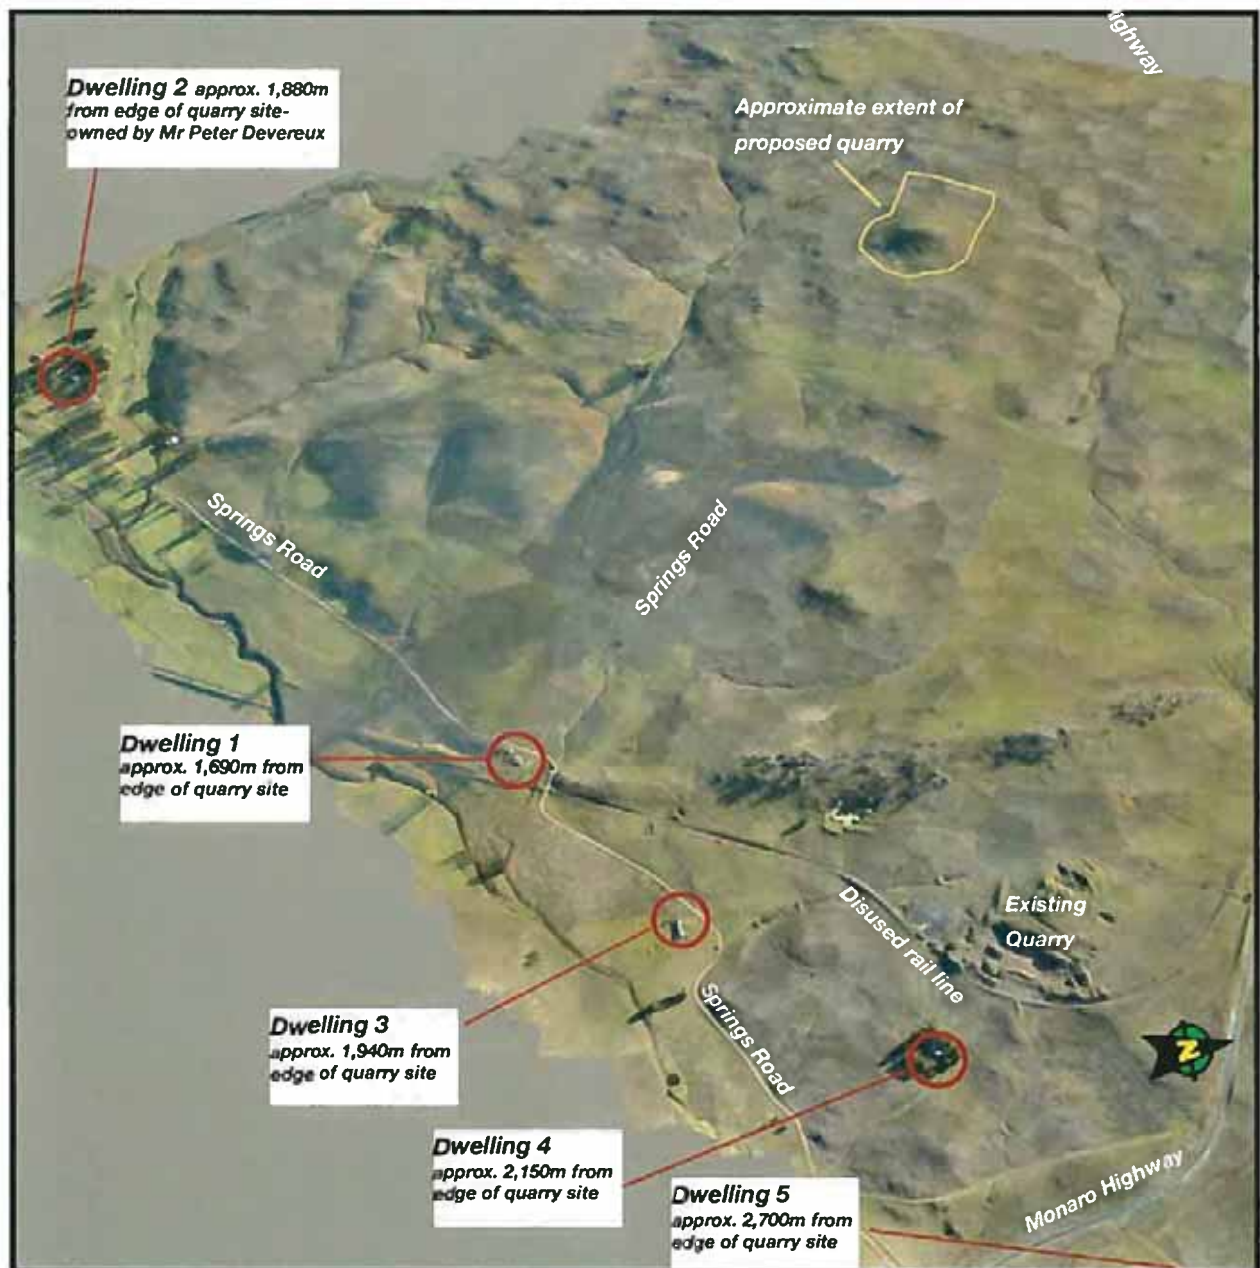 ighway
Dwelling 2 approx. 1,880m
from edge of quarry site-
owned by Mr Peter Devereux
Approximate extent of
proposed quarry
Springs Road
Springs Road
Dwelling 1
approx. 1,690m from
edge of quarry site
Existing
Quarry
Disused rail line
Springs Road
Dwelling 3
approx. 1,940m from
edge of quarry site
Z
Dwelling 4
approx. 2,150m from
edge of quarry site
Dwelling 5
approx. 2,700m from
edge of quarry site
Monaro Highway